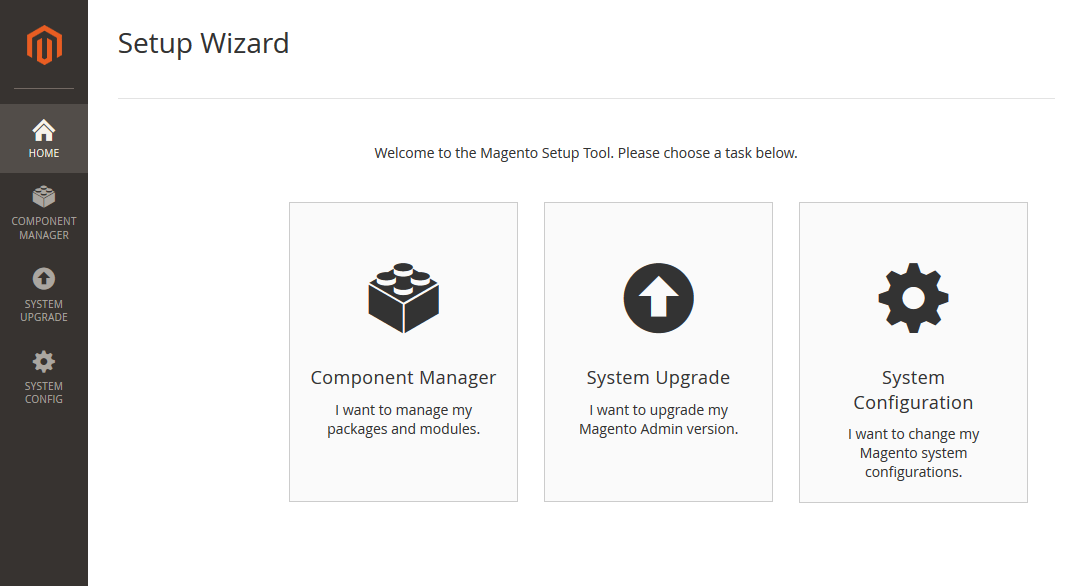 Setup Wizard
HOME
COMPONENT
MANAGER
SYSTEM
UPGRADE
SYSTEM
CONFIG
Welcome to the Magento Setup Tool. Please choose a task below.
Component Manager
I want to manage my
packages and modules.
System Upgrade
I want to upgrade my
Magento Admin version.
System
Configuration
I want to change my
Magento system
configurations.